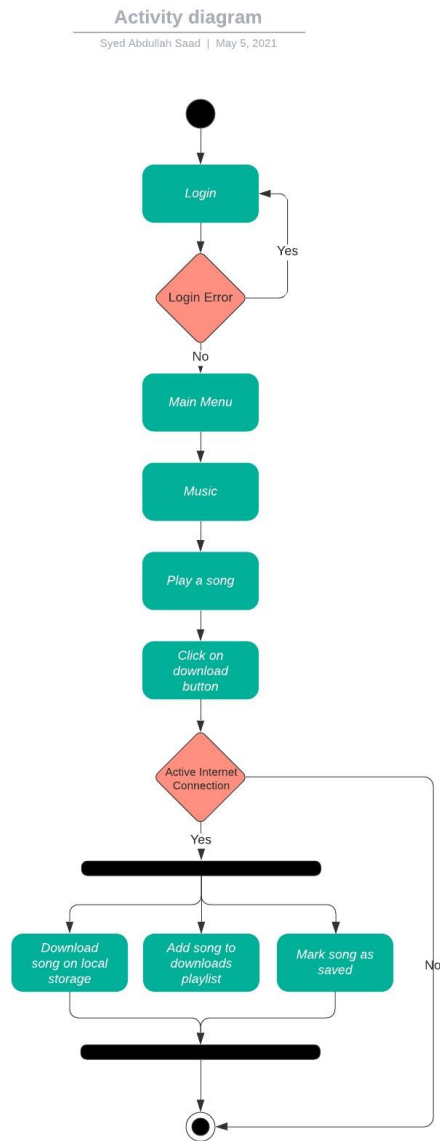 Activity diagram
Syed Abdullah Saad | May 5, 2021
Login
Yes
Login Error
No
Main Menu
Music
Play a song
Click on
download
button
Active Internet
Connection
Yes
Download
song on local
storage
Add song to
downloads
playlist
Mark song as
saved
No